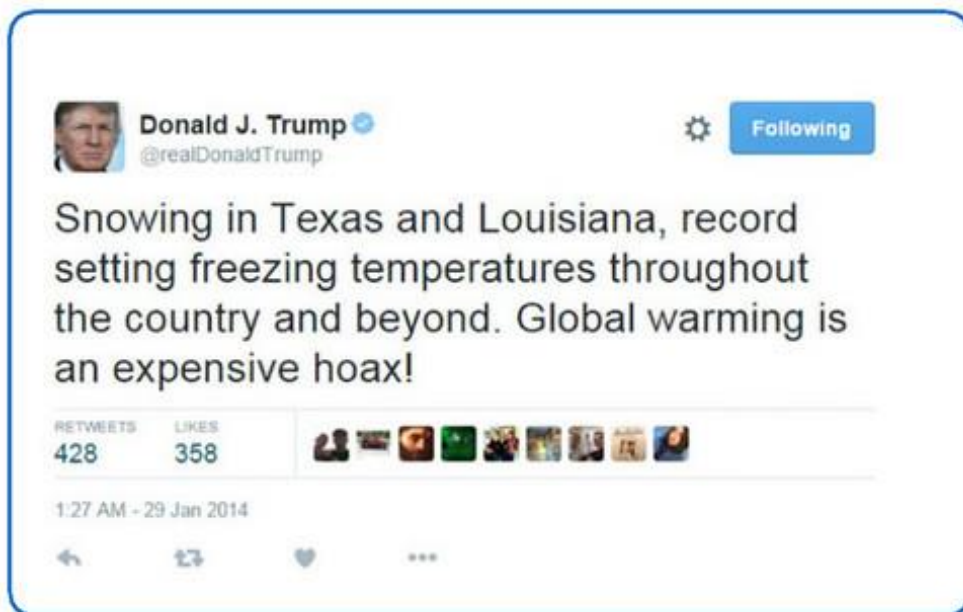 Donald J. Trump
Following
@realDonaldTrump
Snowing in Texas and Louisiana, record
setting freezing temperatures throughout
the country and beyond. Global warming is
an expensive hoax!
RETWEETS LIKES
428 358
1:27 AM - 29 Jan 2014